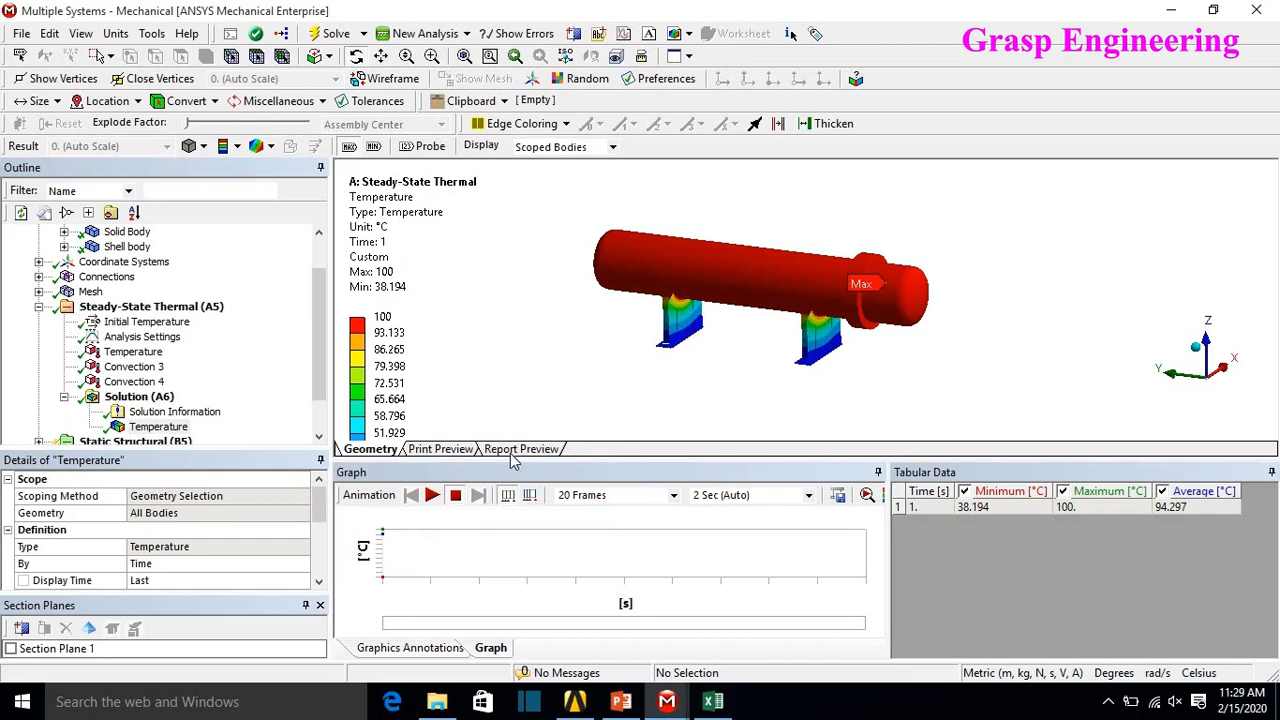 Multiple Systems - Mechanical [ANSYS Mechanical Enterprise]
File Edit View Units Tools Help Solve New Analysis ?/ Show Errors Worksheet
Grasp Engineering
Show Vertices Close Vertices 0. (Auto Scale) Wireframe Show Mesh Random Preferences
Size Location Convert Miscellaneous Tolerances Clipboard [ Empty ]
Reset Explode Factor: Assembly Center Edge Coloring Thicken
Result 0. (Auto Scale) Probe Display Scoped Bodies
Outline
Filter: Name
Solid Body
Shell body
Coordinate Systems
Connections
Mesh
Steady-State Thermal (A5)
Initial Temperature
Analysis Settings
Temperature
Convection 3
Convection 4
Solution (A6)
Solution Information
Temperature
Static Structural (B5)
A: Steady-State Thermal
Temperature
Type: Temperature
Unit: °C
Time: 1
Custom
Max: 100
Min: 38.194
100
93.133
86.265
79.398
72.531
65.664
58.796
51.929
Max
Z
X
Y
Geometry Print Preview Report Preview
Details of "Temperature"
Scope
Scoping Method Geometry Selection
Geometry All Bodies
Definition
Type Temperature
By Time
Display Time Last
Section Planes
Section Plane 1
Graph
Animation 20 Frames 2 Sec (Auto)
[°C]
[s]
Graphics Annotations Graph
Tabular Data
Time [s] Minimum [°C] Maximum [°C] Average [°C]
1 1. 38.194 100. 94.297
No Messages No Selection Metric (m, kg, N, s, V, A) Degrees rad/s Celsius
Search the web and Windows
11:29 AM
2/15/2020